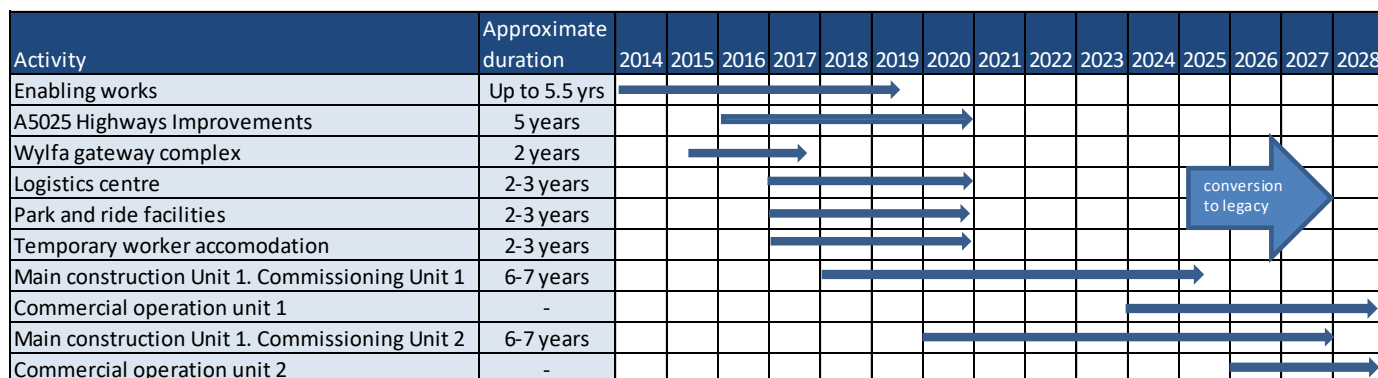 Activity Approximate duration 2014 2015 2016 2017 2018 2019 2020 2021 2022 2023 2024 2025 2026 2027 2028
Enabling works Up to 5.5 yrs
A5025 Highways Improvements 5 years
Wylfa gateway complex 2 years
Logistics centre 2-3 years
Park and ride facilities 2-3 years
Temporary worker accomodation 2-3 years
Main construction Unit 1. Commissioning Unit 1 6-7 years
Commercial operation unit 1 -
Main construction Unit 1. Commissioning Unit 2 6-7 years
Commercial operation unit 2 -
conversion
to legacy